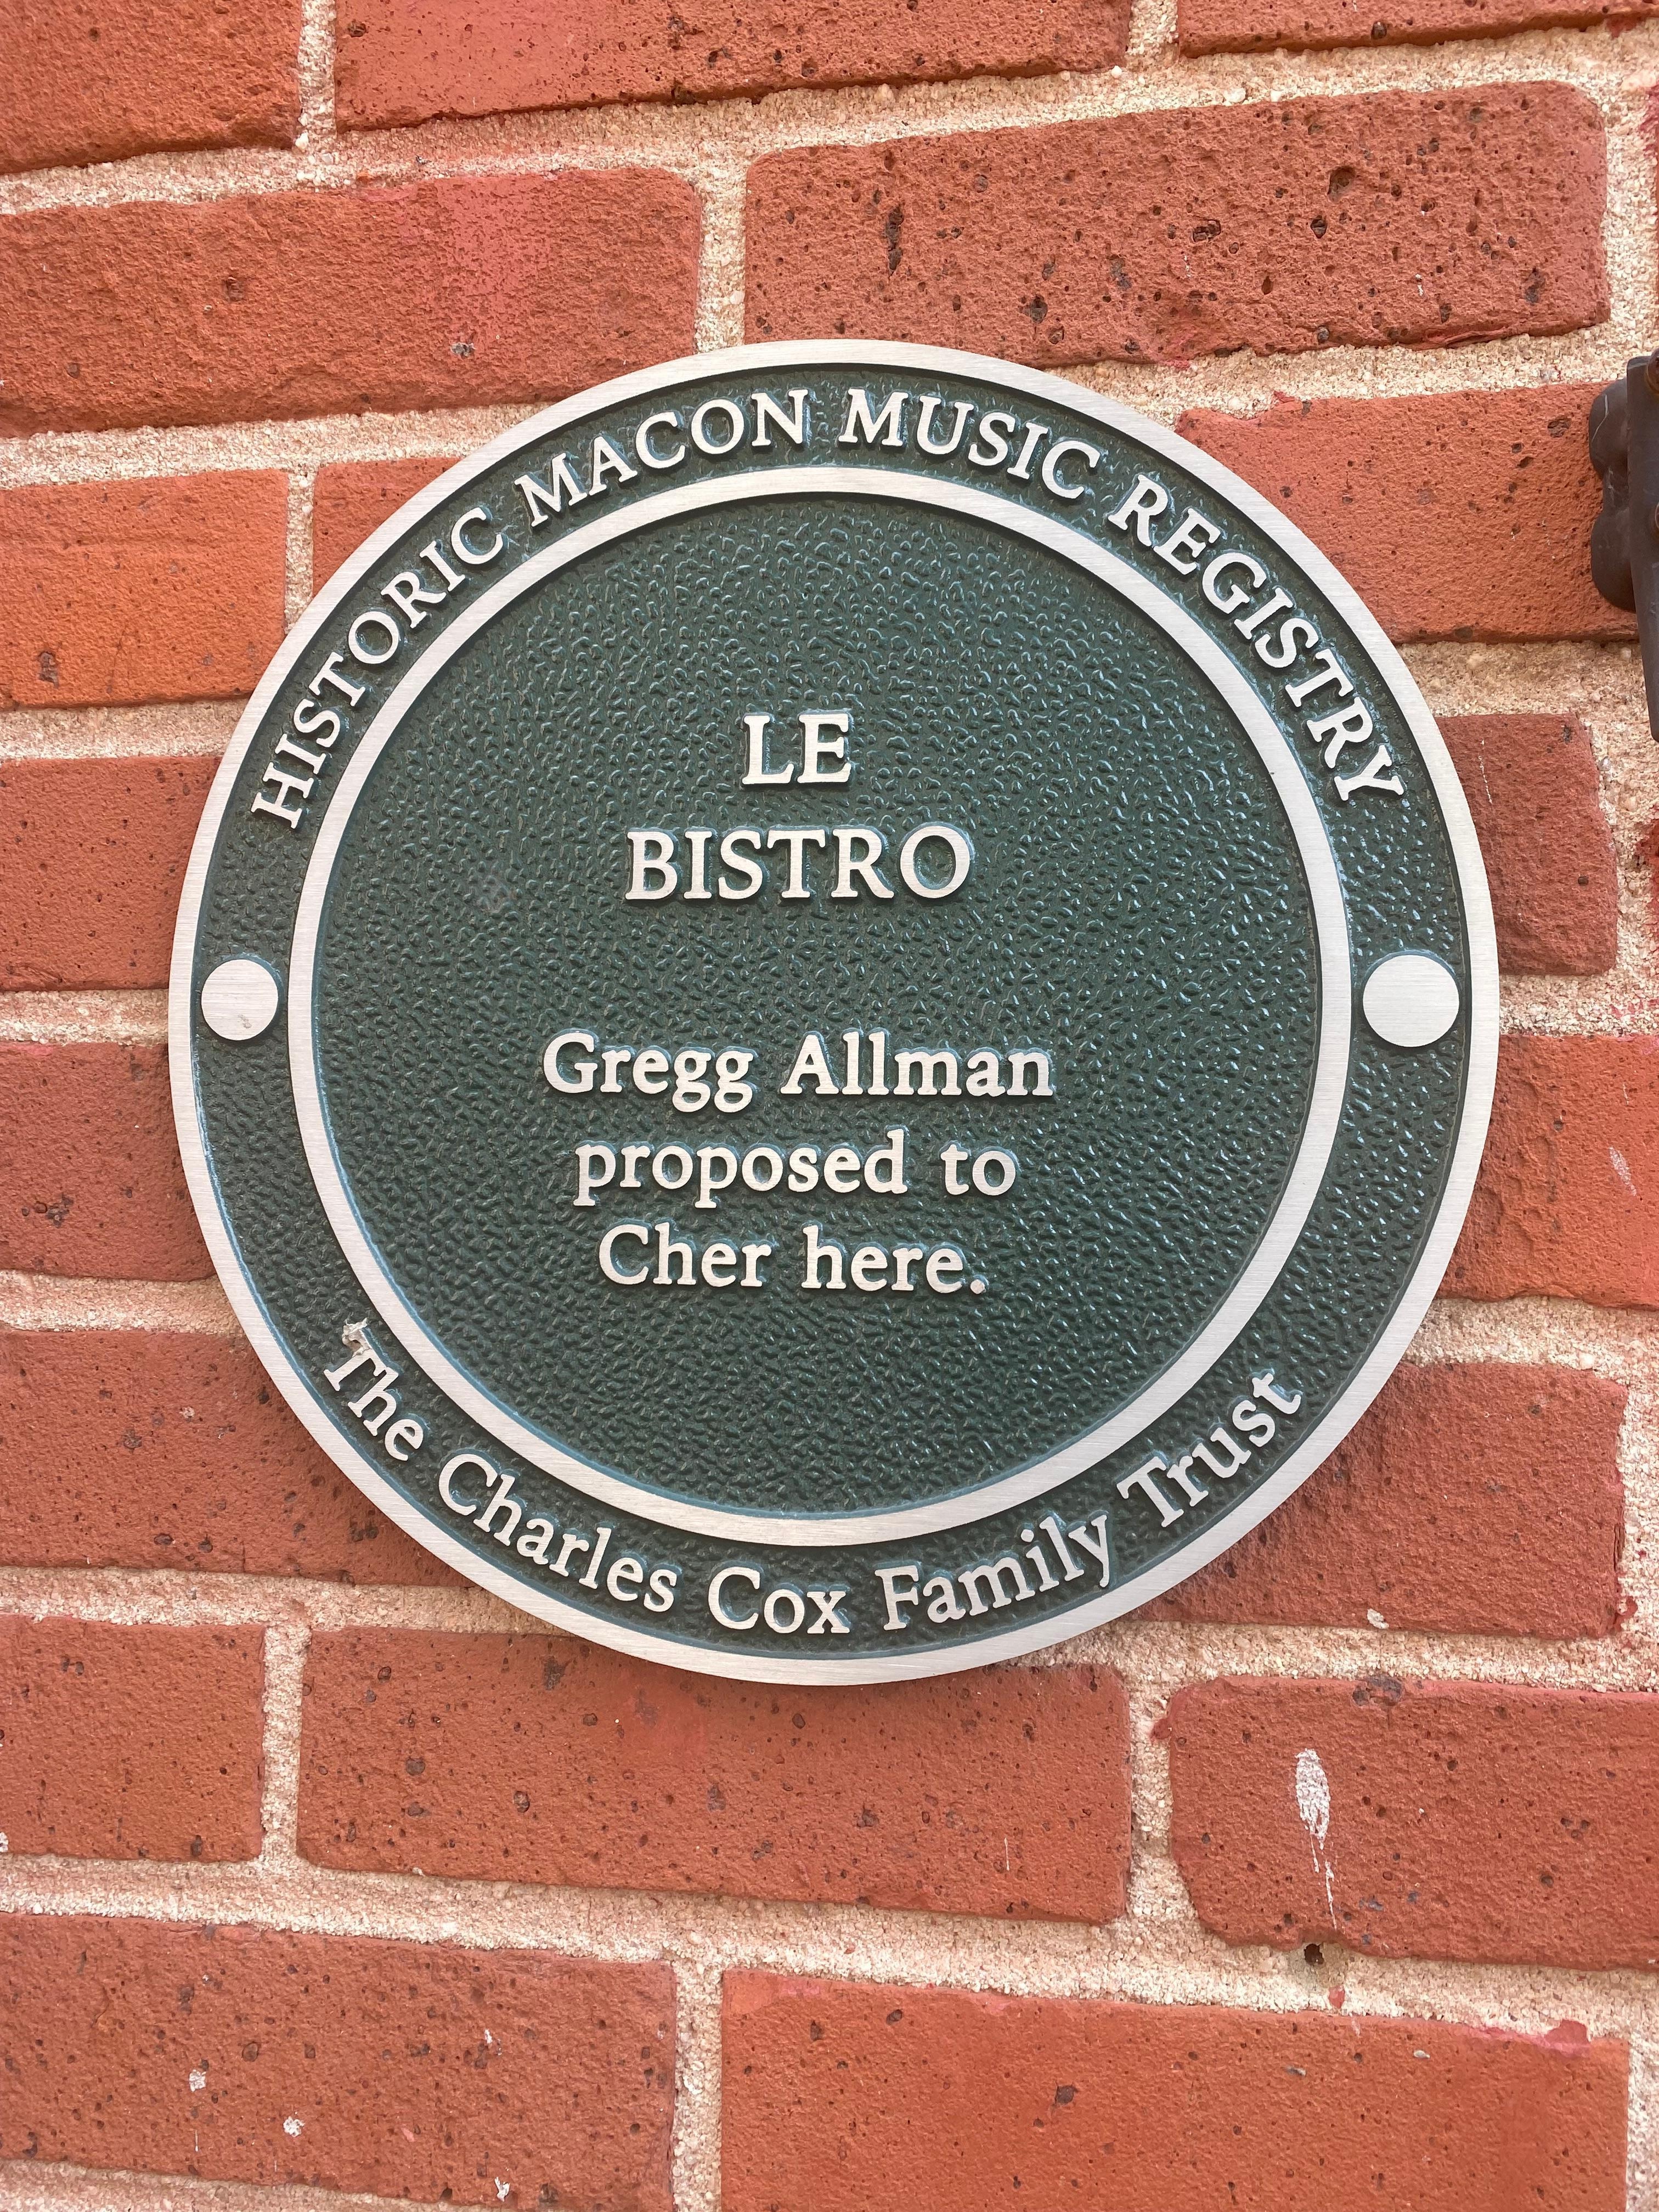 HISTORIC MACON MUSIC REGISTRY
LE
BISTRO
Gregg Allman
proposed to
Cher here.
The Charles Cox Family Trust